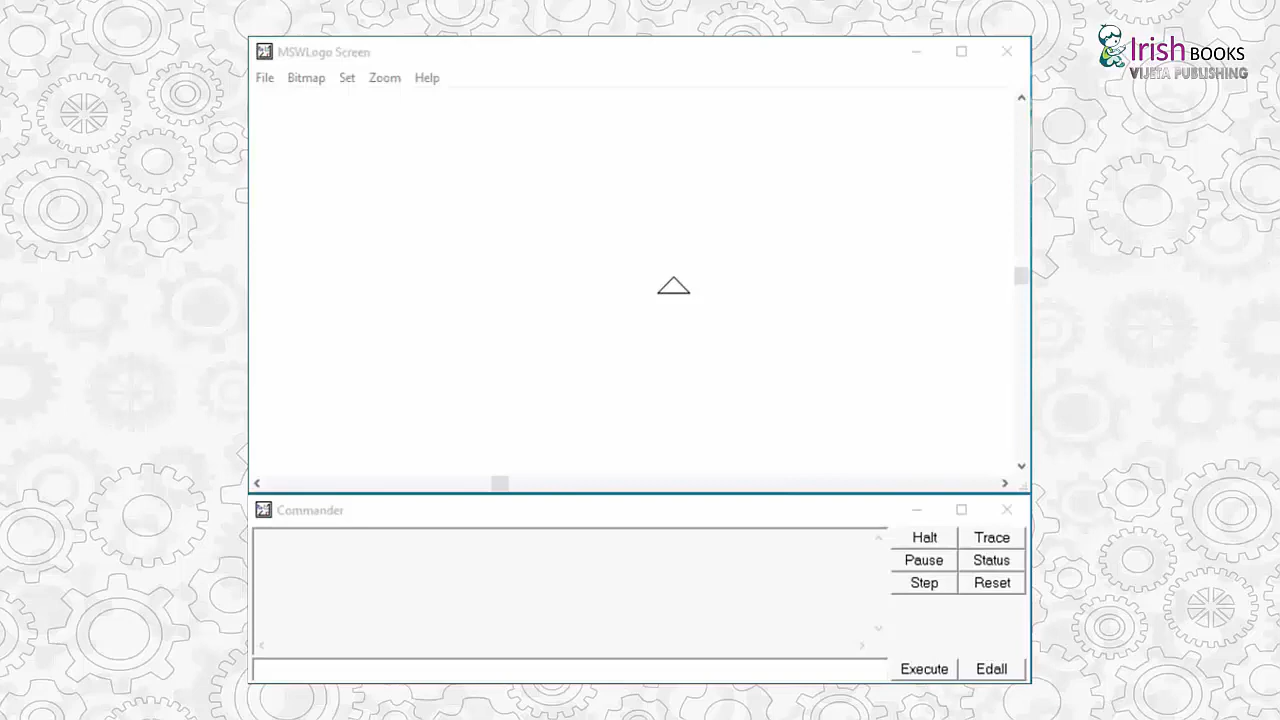 MSWLogo Screen
File Bitmap Set Zoom Help
Irish BOOKS
VIJETA PUBLISHING
Commander
Halt Trace
Pause Status
Step Reset
Execute Edall